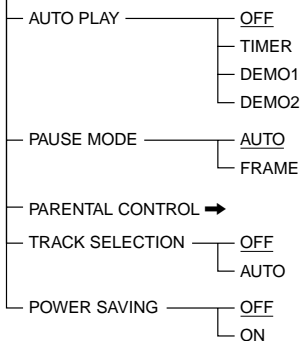 AUTO PLAY OFF
TIMER
DEMO1
DEMO2
PAUSE MODE AUTO
FRAME
PARENTAL CONTROL ➡
TRACK SELECTION OFF
AUTO
POWER SAVING OFF
ON